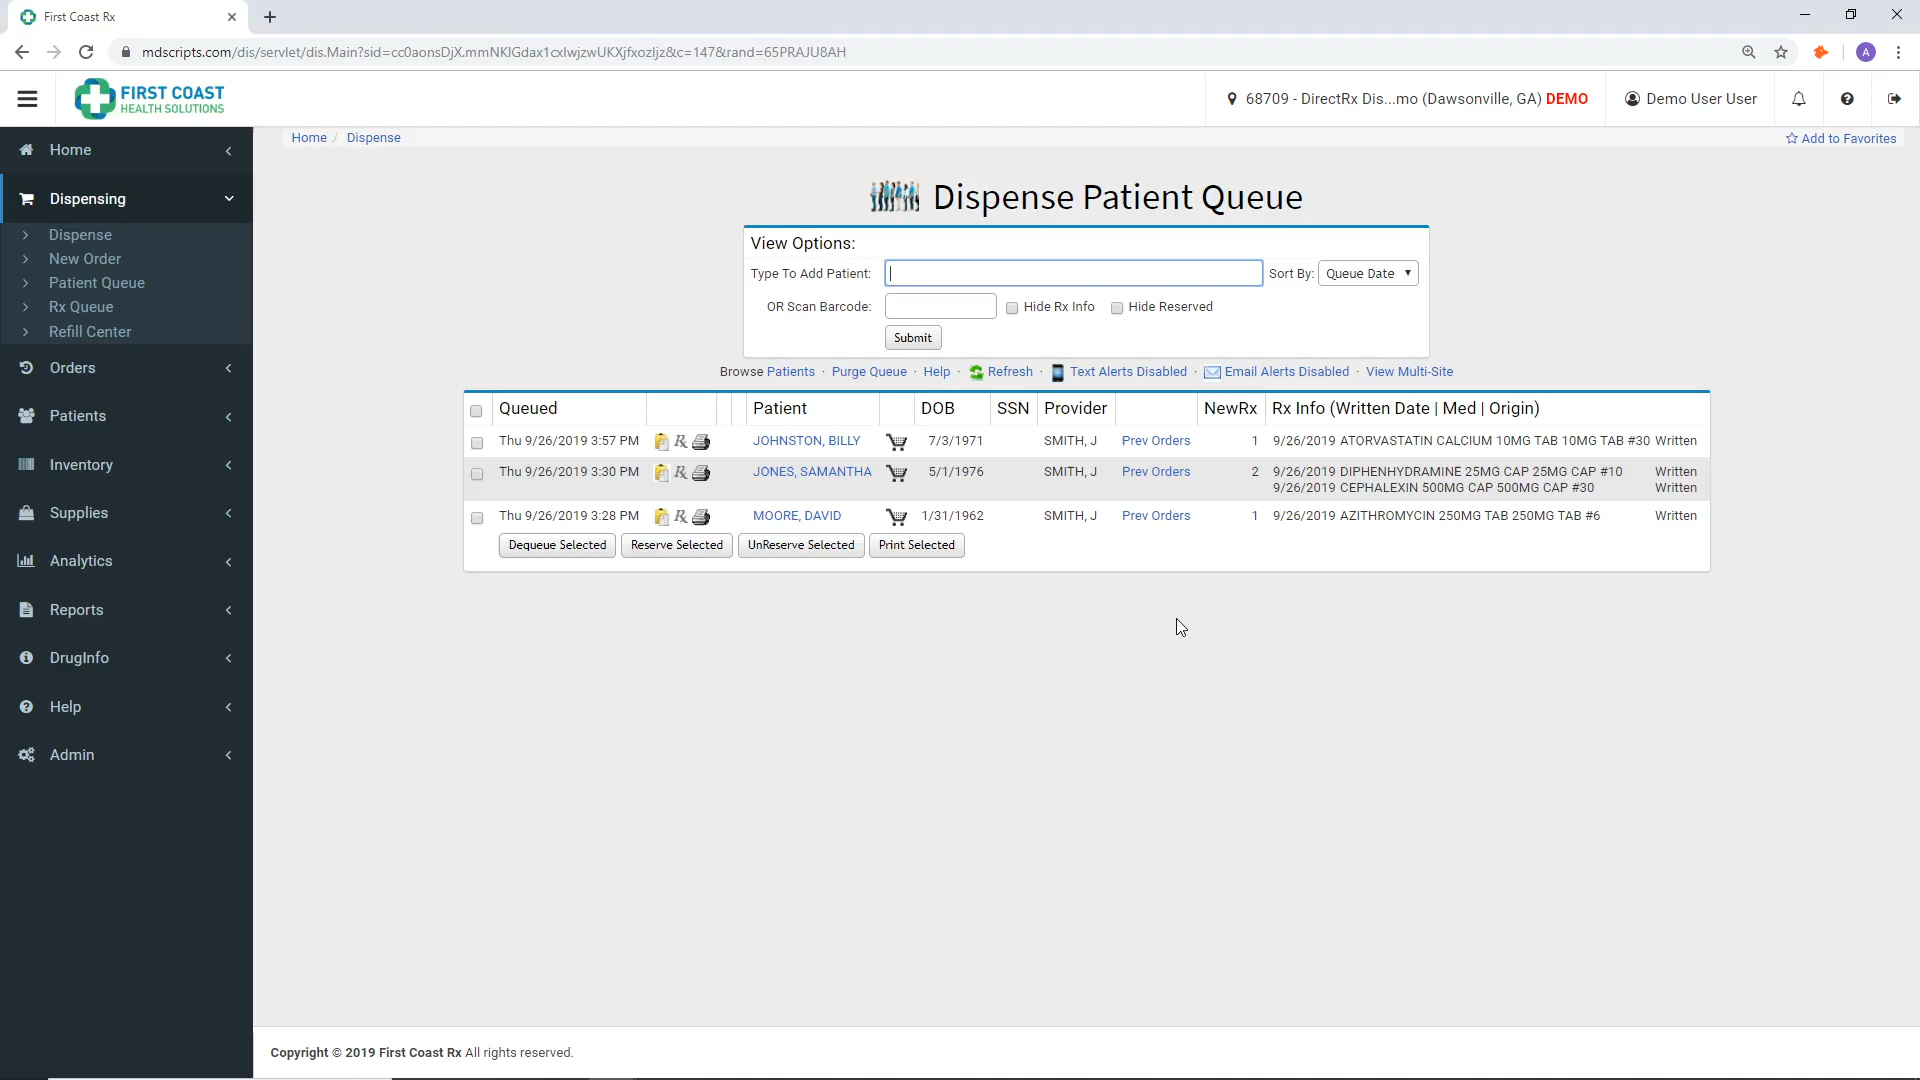 First Coast Rx
mdscripts.com/dis/servlet/dis.Main?sid=cc0aonsDjX.mmNKlGdax1cxlwjzwUKXjfxozljz&c=147&rand=65PRAJU8AH
A
FIRST COAST
HEALTH SOLUTIONS
68709 - DirectRx Dis...mo (Dawsonville, GA) DEMO
Demo User User
Home
Dispensing
Dispense
New Order
Patient Queue
Rx Queue
Refill Center
Orders
Patients
Inventory
Supplies
Analytics
Reports
DrugInfo
Help
Admin
Home / Dispense
Add to Favorites
Dispense Patient Queue
View Options:
Type To Add Patient: Sort By: Queue Date
OR Scan Barcode: Hide Rx Info Hide Reserved
Submit
Browse Patients · Purge Queue · Help · Refresh · Text Alerts Disabled · Email Alerts Disabled · View Multi-Site
Queued Patient DOB SSN Provider NewRx Rx Info (Written Date | Med | Origin)
Thu 9/26/2019 3:57 PM JOHNSTON, BILLY 7/3/1971 SMITH, J Prev Orders 1 9/26/2019 ATORVASTATIN CALCIUM 10MG TAB 10MG TAB #30 Written
Thu 9/26/2019 3:30 PM JONES, SAMANTHA 5/1/1976 SMITH, J Prev Orders 2 9/26/2019 DIPHENHYDRAMINE 25MG CAP 25MG CAP #10 Written
9/26/2019 CEPHALEXIN 500MG CAP 500MG CAP #30 Written
Thu 9/26/2019 3:28 PM MOORE, DAVID 1/31/1962 SMITH, J Prev Orders 1 9/26/2019 AZITHROMYCIN 250MG TAB 250MG TAB #6 Written
Dequeue Selected Reserve Selected UnReserve Selected Print Selected
Copyright © 2019 First Coast Rx All rights reserved.